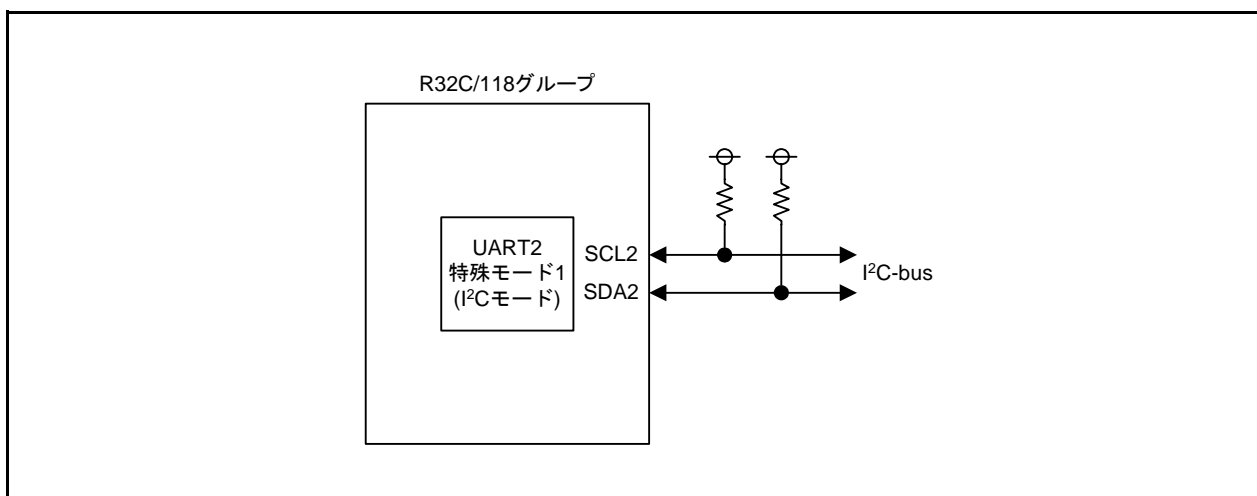 R32C/118グループ
UART2
特殊モード1
(I²Cモード)
SCL2
SDA2
I²C-bus